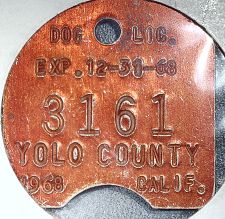 DOG LIC.
EXP. 12-31-68
3161
YOLO COUNTY
1968 CALIF.